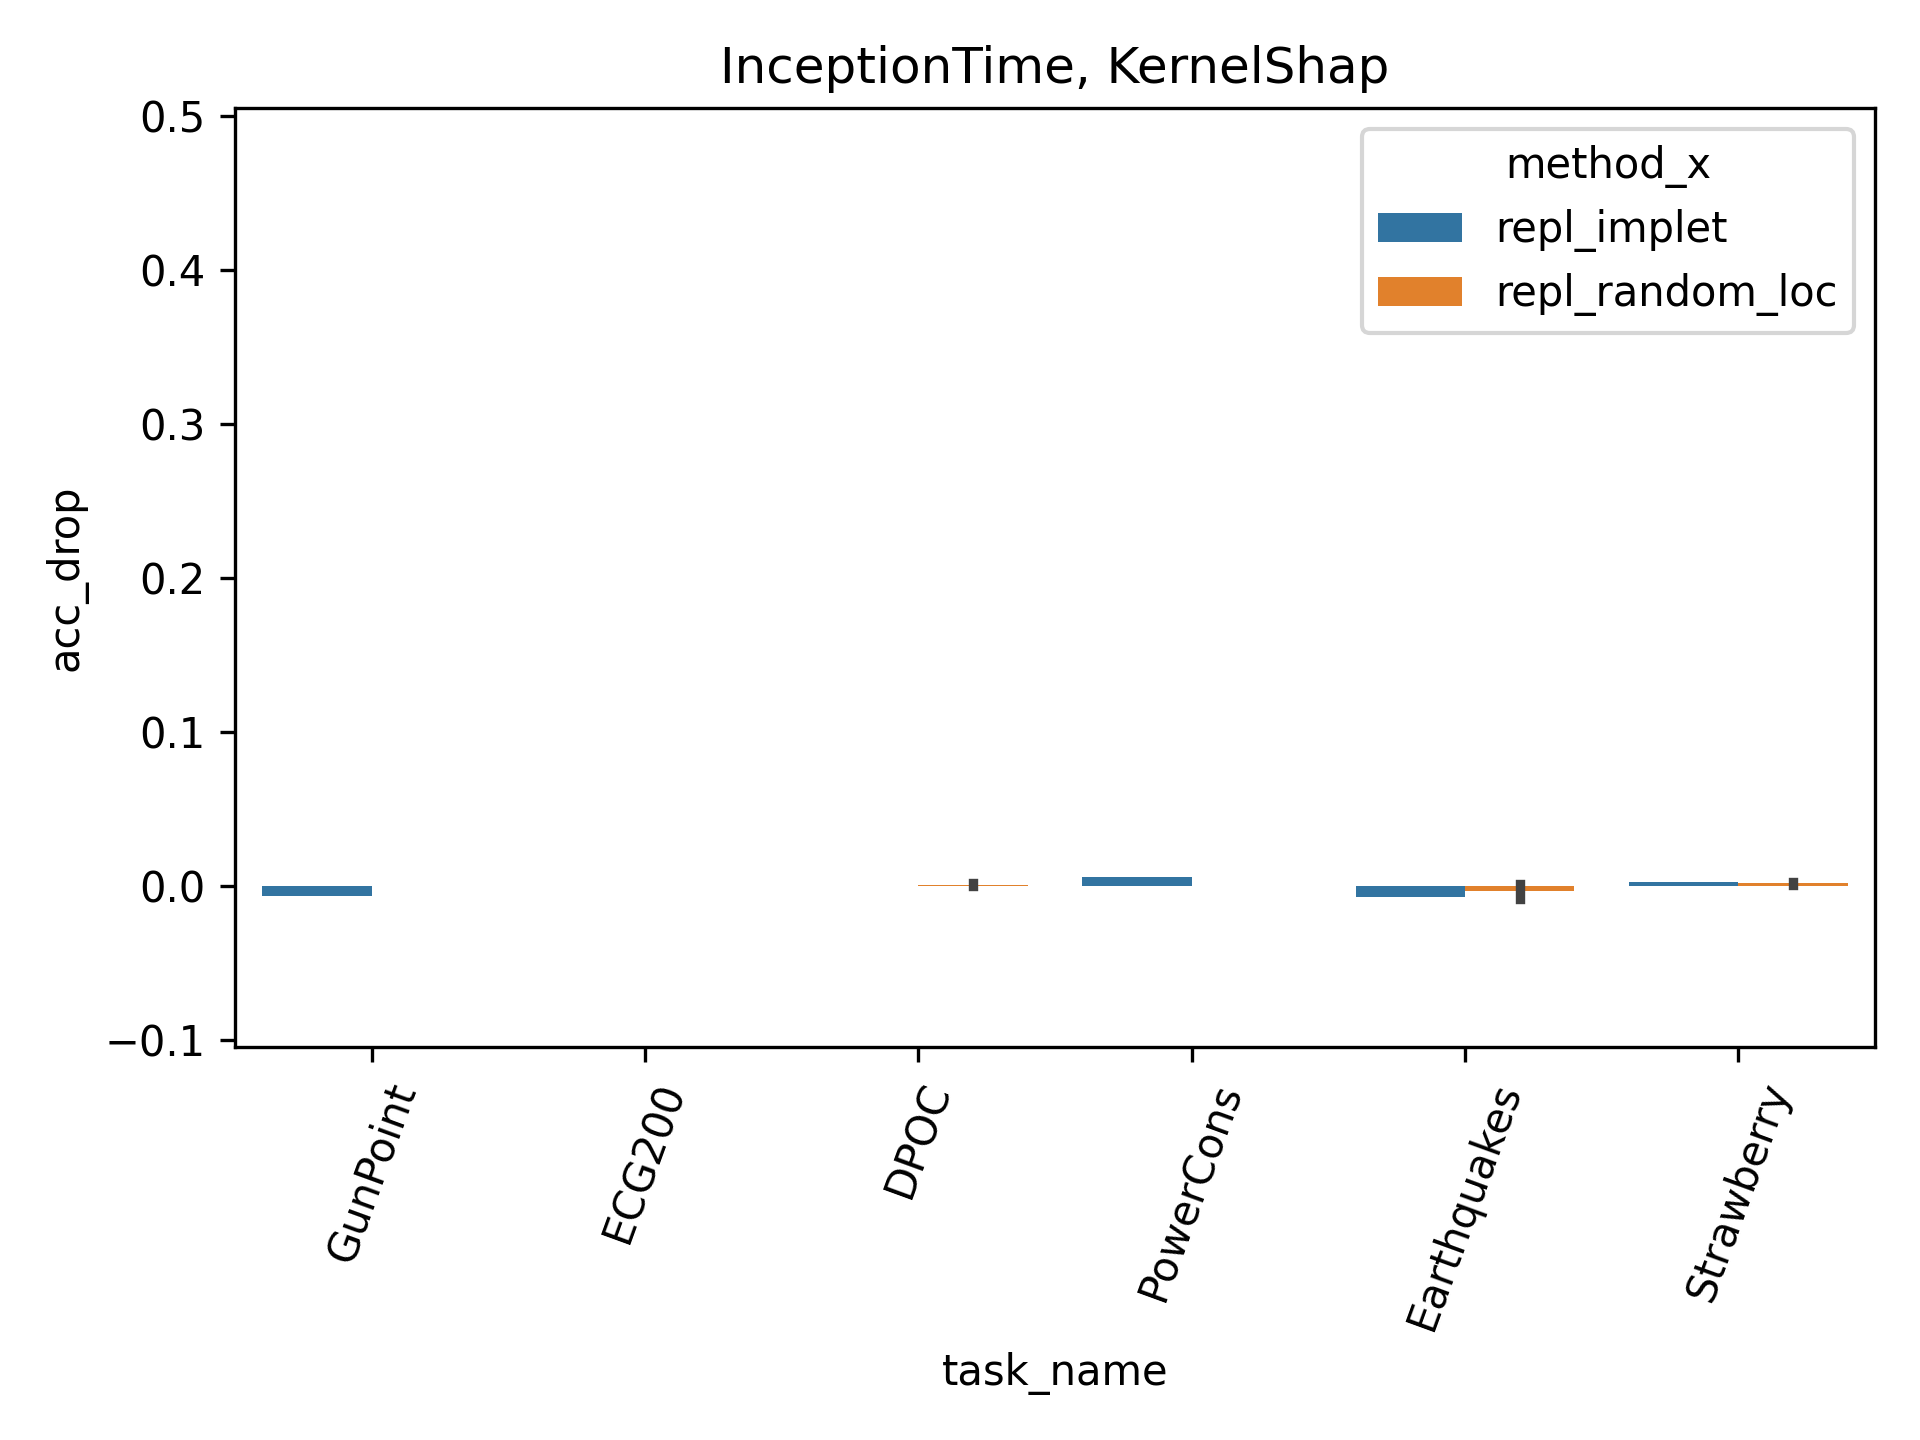 InceptionTime, KernelShap
method_x
repl_implet
repl_random_loc
acc_drop
0.5
0.4
0.3
0.2
0.1
0.0
−0.1
GunPoint
ECG200
DPOC
PowerCons
Earthquakes
Strawberry
task_name